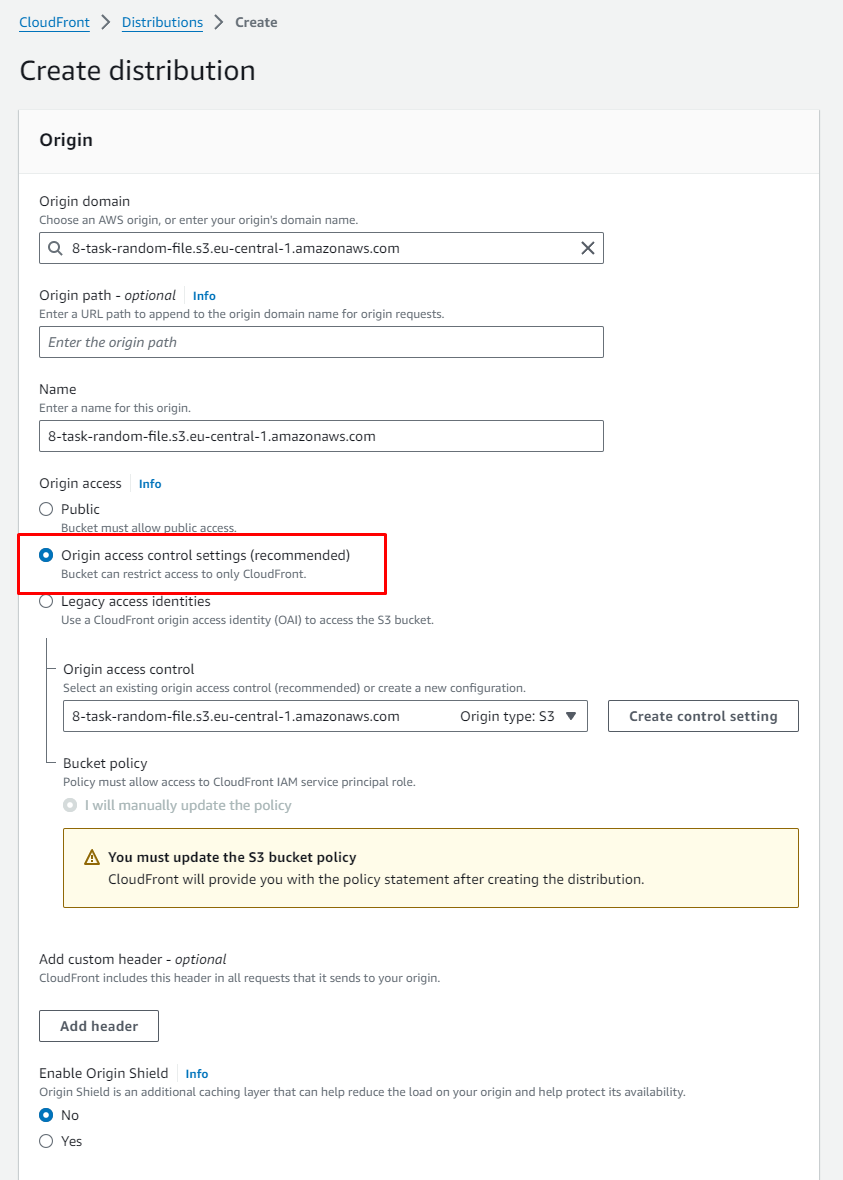 CloudFront > Distributions > Create
Create distribution
Origin
Origin domain
Choose an AWS origin, or enter your origin's domain name.
8-task-random-file.s3.eu-central-1.amazonaws.com
Origin path - optional Info
Enter a URL path to append to the origin domain name for origin requests.
Enter the origin path
Name
Enter a name for this origin.
8-task-random-file.s3.eu-central-1.amazonaws.com
Origin access Info
Public
Bucket must allow public access.
Origin access control settings (recommended)
Bucket can restrict access to only CloudFront.
Legacy access identities
Use a CloudFront origin access identity (OAI) to access the S3 bucket.
Origin access control
Select an existing origin access control (recommended) or create a new configuration.
8-task-random-file.s3.eu-central-1.amazonaws.com Origin type: S3 Create control setting
Bucket policy
Policy must allow access to CloudFront IAM service principal role.
I will manually update the policy
You must update the S3 bucket policy
CloudFront will provide you with the policy statement after creating the distribution.
Add custom header - optional
CloudFront includes this header in all requests that it sends to your origin.
Add header
Enable Origin Shield Info
Origin Shield is an additional caching layer that can help reduce the load on your origin and help protect its availability.
No
Yes